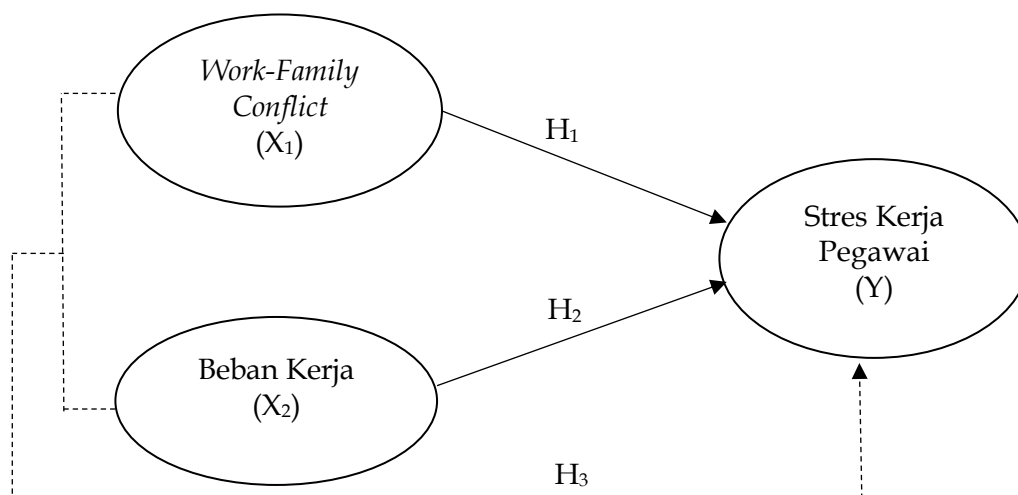 Work-Family
Conflict
(X₁)
H₁
Stres Kerja
Pegawai
(Y)
H₂
Beban Kerja
(X₂)
H₃